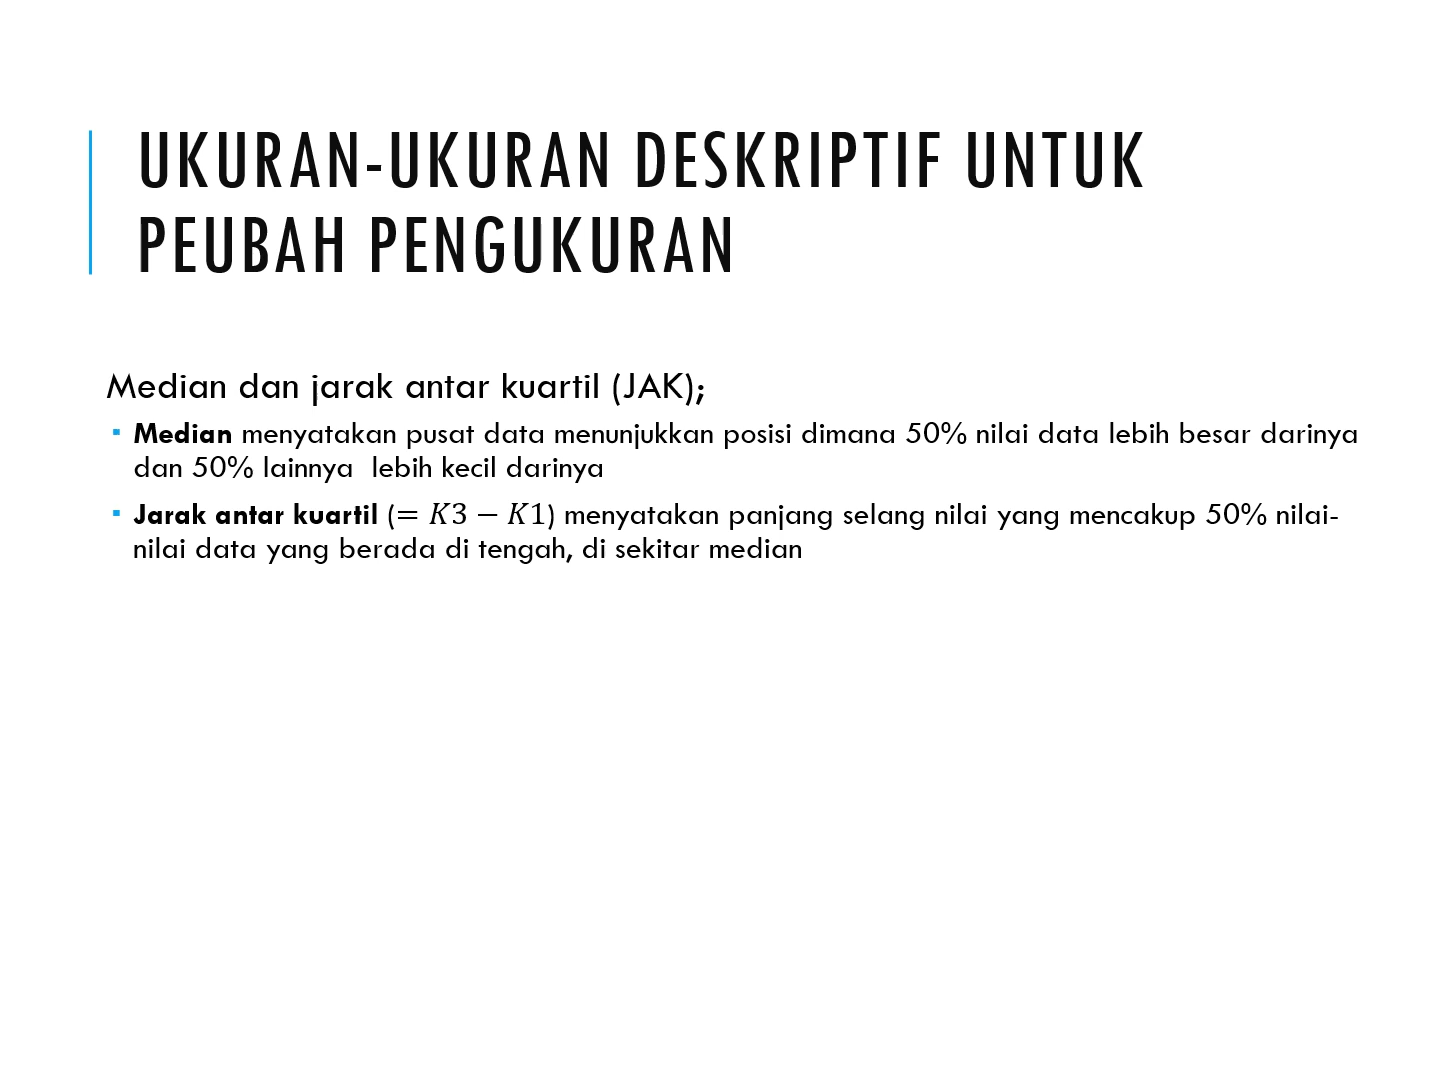 UKURAN-UKURAN DESKRIPTIF UNTUK
PEUBAH PENGUKURAN
Median dan jarak antar kuartil (JAK);
▪ Median menyatakan pusat data menunjukkan posisi dimana 50% nilai data lebih besar darinya
dan 50% lainnya  lebih kecil darinya
▪ Jarak antar kuartil (= K3 − K1) menyatakan panjang selang nilai yang mencakup 50% nilai-
nilai data yang berada di tengah, di sekitar median